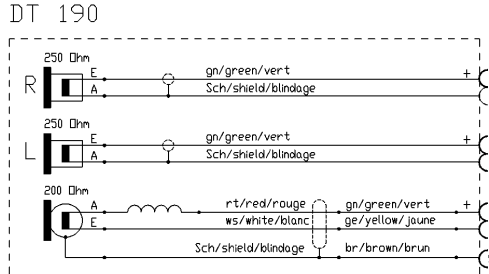 DT 190
250 Ohm
R E gn/green/vert +
A Sch/shield/blindage
250 Ohm
L E gn/green/vert +
A Sch/shield/blindage
200 Ohm
A rt/red/rouge gn/green/vert +
E ws/white/blanc ge/yellow/jaune
Sch/shield/blindage br/brown/brun